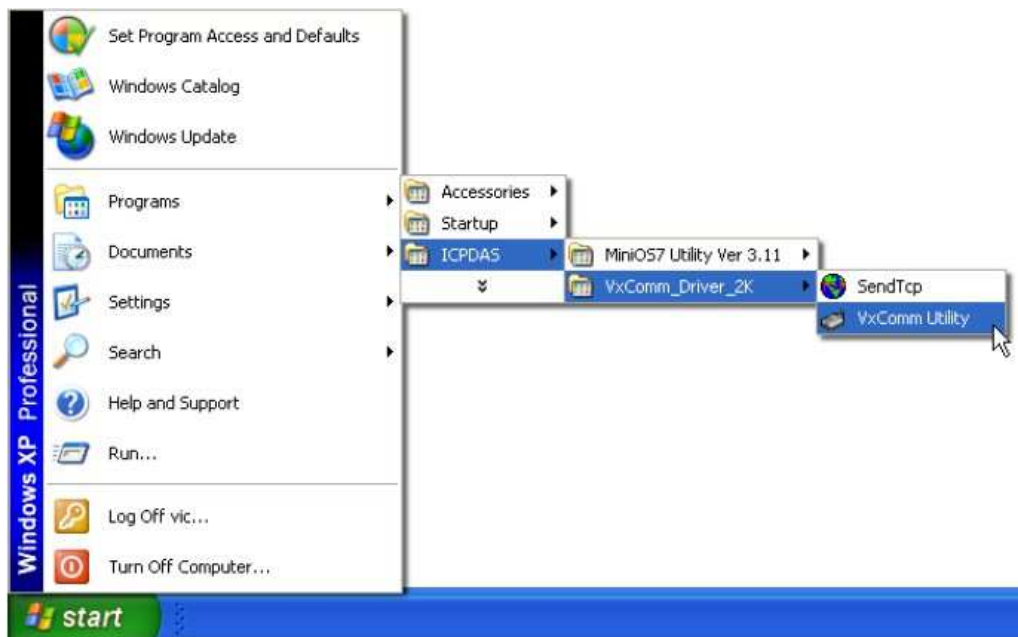 Set Program Access and Defaults
Windows Catalog
Windows Update
Programs
Documents
Settings
Search
Help and Support
Run...
Log Off vic...
Turn Off Computer...
Windows XP Professional
Accessories
Startup
ICPDAS
MiniOS7 Utility Ver 3.11
VxComm_Driver_2K
SendTcp
VxComm Utility
start